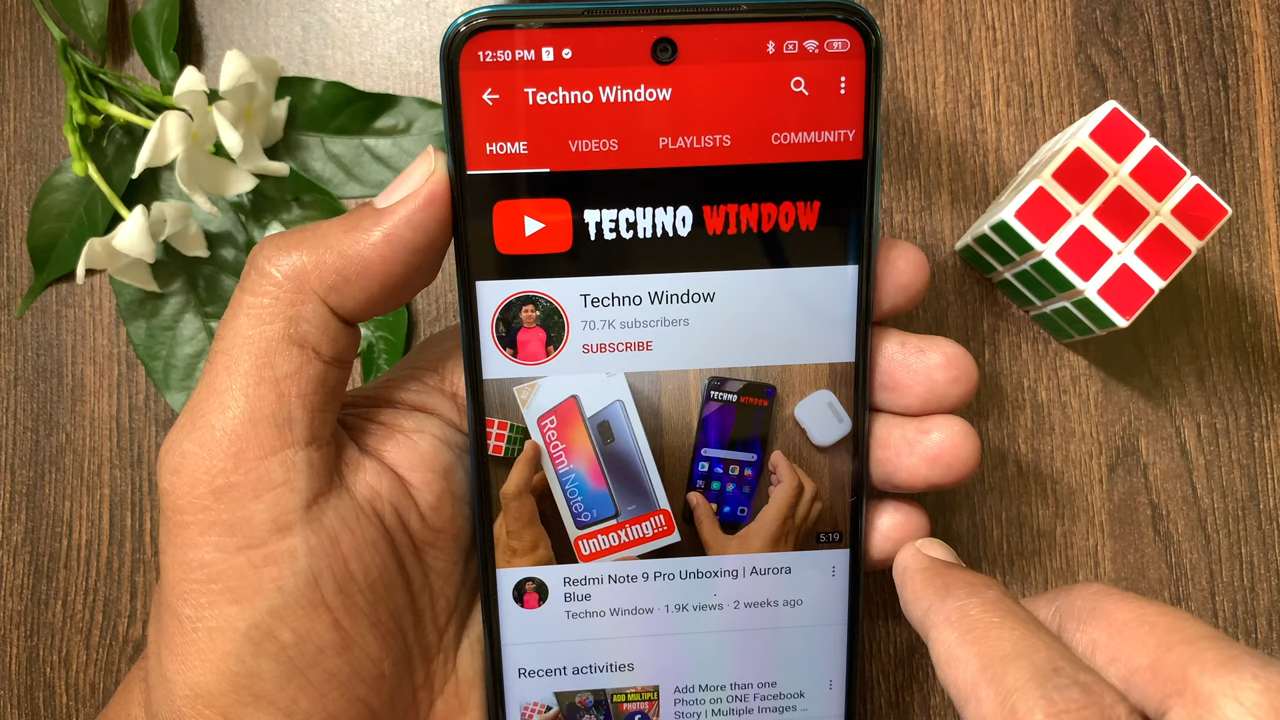 12:50 PM
91
Techno Window
HOME VIDEOS PLAYLISTS COMMUNITY
TECHNO WINDOW
Techno Window
70.7K subscribers
SUBSCRIBE
TECHNO WINDOW
Redmi Note 9
Unboxing!!!
5:19
Redmi Note 9 Pro Unboxing | Aurora
Blue
Techno Window · 1.9K views · 2 weeks ago
Recent activities
ADD MULTIPLE
PHOTOS
Add More than one
Photo on ONE Facebook
Story | Multiple Images ...